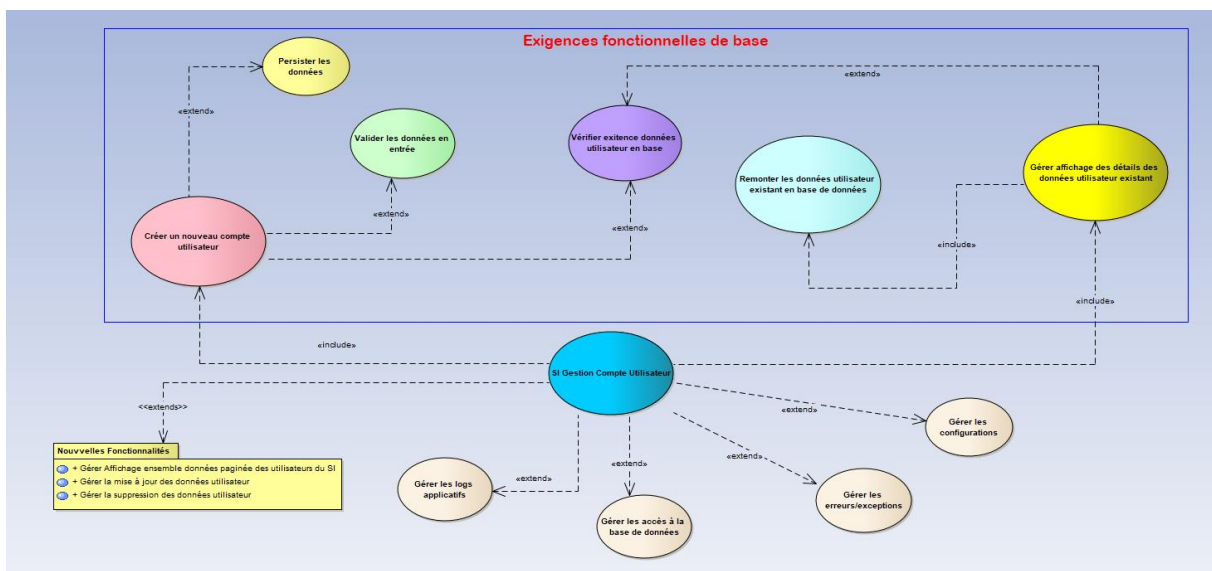 Exigences fonctionnelles de base
Persister les
données
«extend»
«extend»
Valider les données en
entrée
Vérifier exitence données
utilisateur en base
Remonter les données utilisateur
existant en base de données
Gérer affichage des détails des
données utilisateur existant
«extend»
«extend»
Créer un nouveau compte
utilisateur
«include»
«include»
«include»
SI Gestion Compte Utilisateur
<<extends>>
«extend»
Gérer les
configurations
Nouvvelles Fonctionnalités
+ Gérer Affichage ensemble données paginée des utilisateurs du SI
+ Gérer la mise à jour des données utilisateur
+ Gérer la suppression des données utilisateur
«extend»
«extend»
«extend»
Gérer les logs
applicatifs
Gérer les accès à la
base de données
Gérer les
erreurs/exceptions